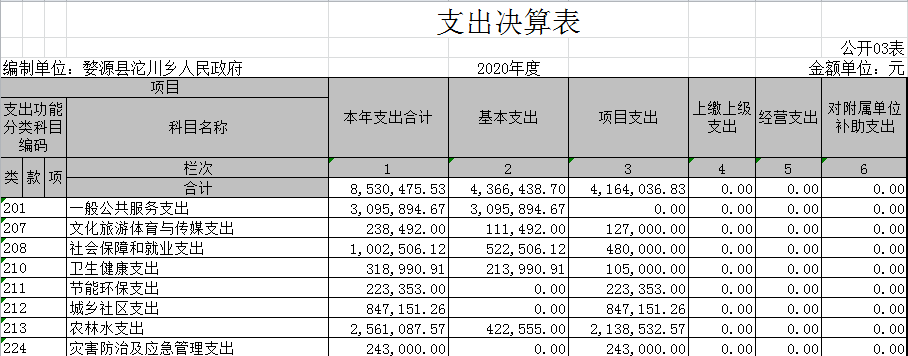 支出决算表
公开03表
编制单位：婺源县沱川乡人民政府 2020年度 金额单位：元
项目 本年支出合计 基本支出 项目支出 上缴上级支出 经营支出 对附属单位补助支出
支出功能分类科目编码 科目名称
类 款 项 栏次 1 2 3 4 5 6
合计 8,530,475.53 4,366,438.70 4,164,036.83 0.00 0.00 0.00
201 一般公共服务支出 3,095,894.67 3,095,894.67 0.00 0.00 0.00 0.00
207 文化旅游体育与传媒支出 238,492.00 111,492.00 127,000.00 0.00 0.00 0.00
208 社会保障和就业支出 1,002,506.12 522,506.12 480,000.00 0.00 0.00 0.00
210 卫生健康支出 318,990.91 213,990.91 105,000.00 0.00 0.00 0.00
211 节能环保支出 223,353.00 0.00 223,353.00 0.00 0.00 0.00
212 城乡社区支出 847,151.26 0.00 847,151.26 0.00 0.00 0.00
213 农林水支出 2,561,087.57 422,555.00 2,138,532.57 0.00 0.00 0.00
224 灾害防治及应急管理支出 243,000.00 0.00 243,000.00 0.00 0.00 0.00